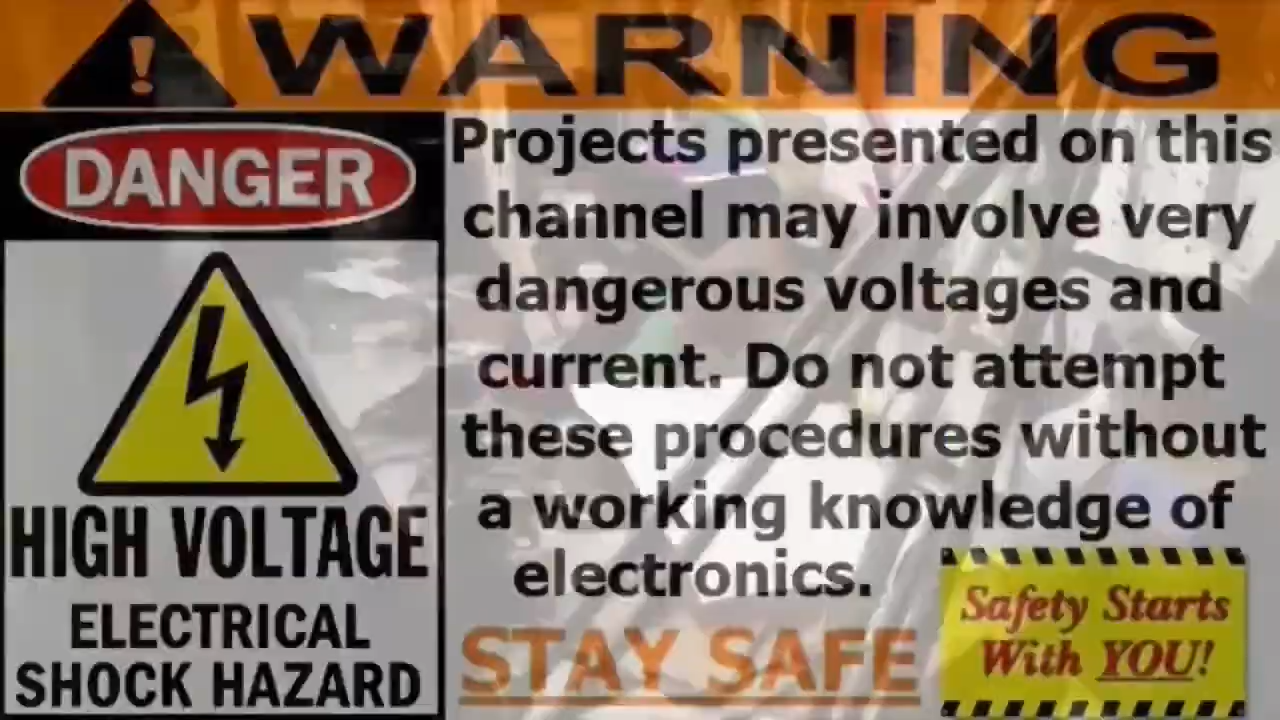 WARNING
DANGER
HIGH VOLTAGE
ELECTRICAL
SHOCK HAZARD
Projects presented on this
channel may involve very
dangerous voltages and
current. Do not attempt
these procedures without
a working knowledge of
electronics.
STAY SAFE
Safety Starts
With YOU!